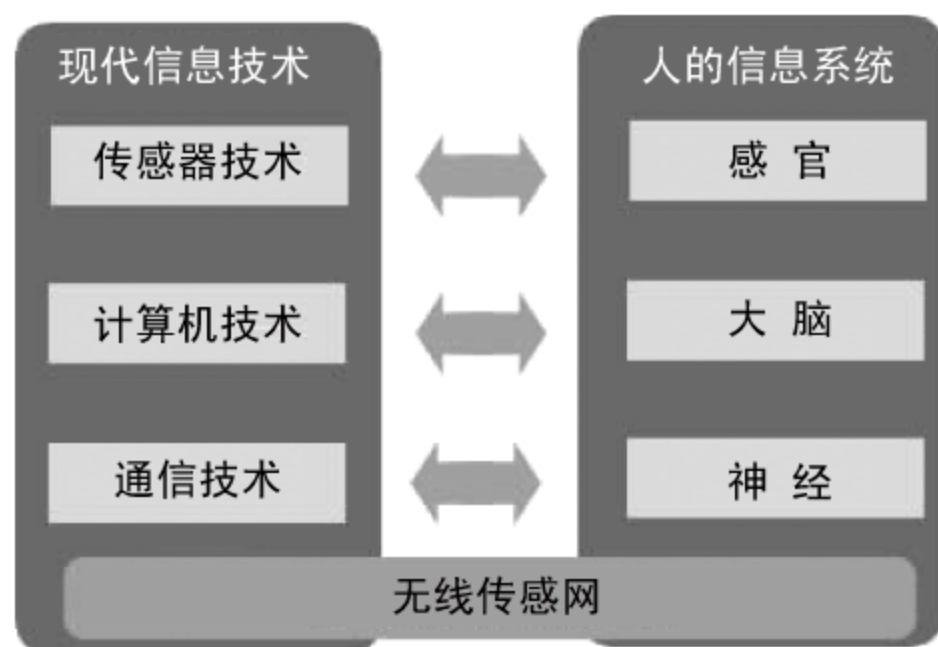 现代信息技术
人的信息系统
传感器技术
感官
计算机技术
大脑
通信技术
神经
无线传感网